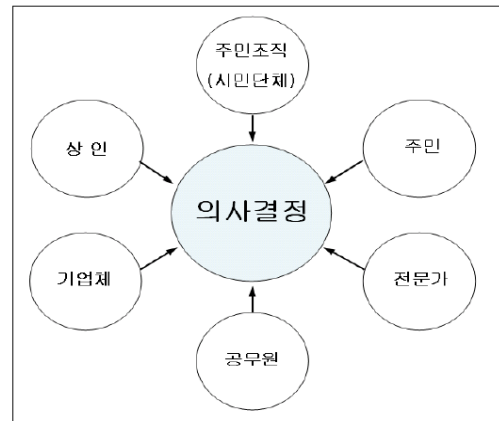 주민조직
(시민단체)
상 인
주민
의사결정
기업체
전문가
공무원